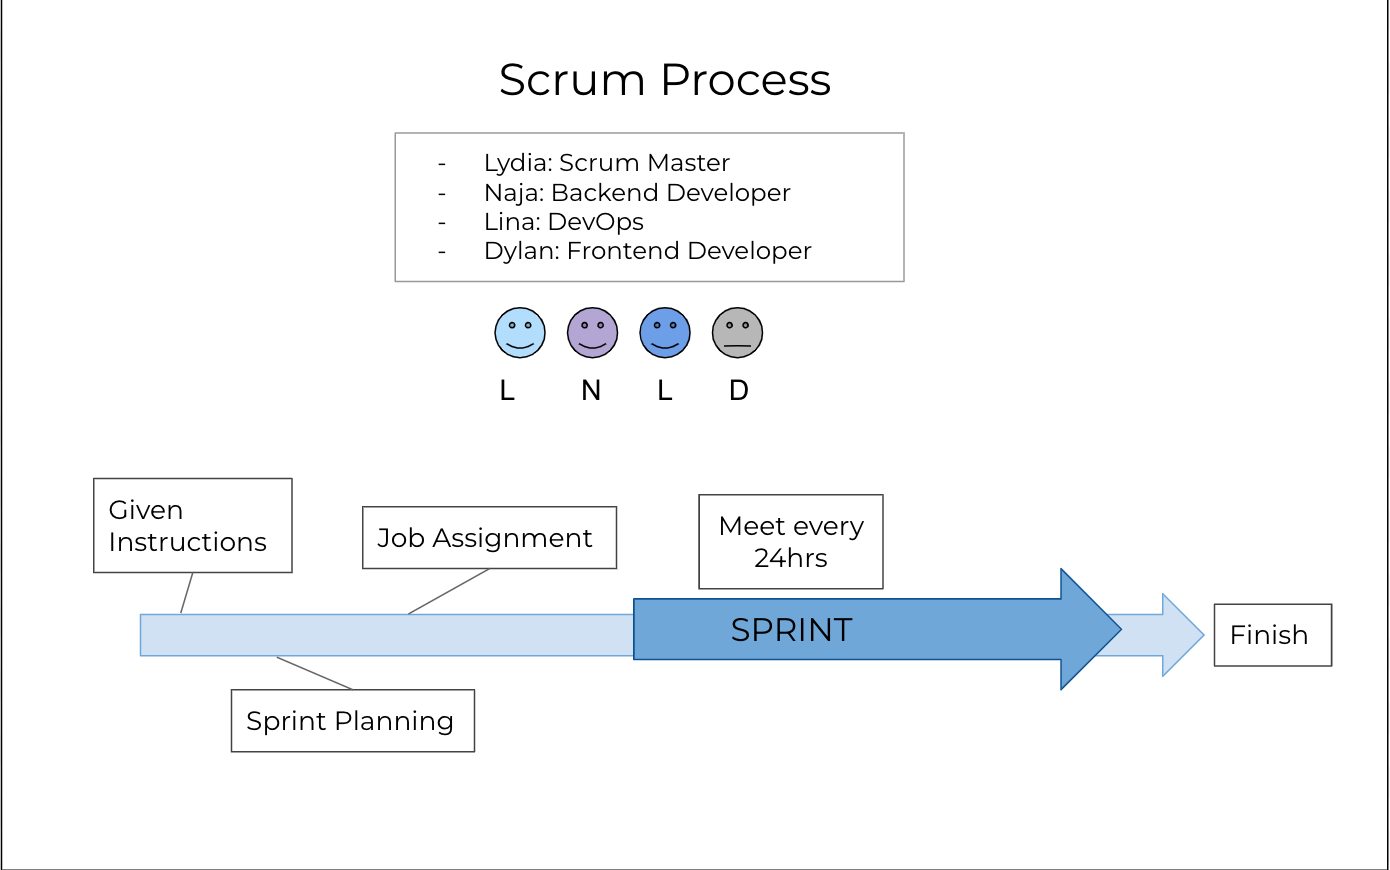 Scrum Process
- Lydia: Scrum Master
- Naja: Backend Developer
- Lina: DevOps
- Dylan: Frontend Developer
L N L D
Given
Instructions
Job Assignment
Meet every
24hrs
SPRINT
Finish
Sprint Planning